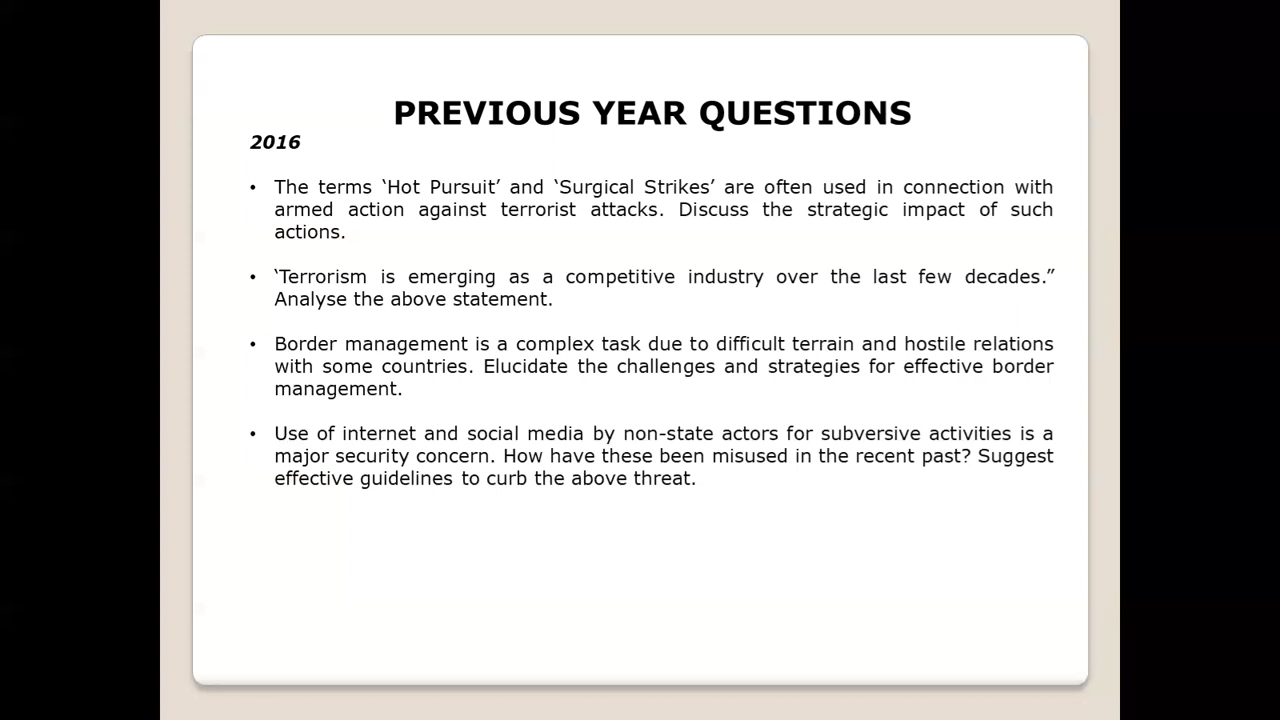 PREVIOUS YEAR QUESTIONS
2016
• The terms ‘Hot Pursuit’ and ‘Surgical Strikes’ are often used in connection with
armed action against terrorist attacks. Discuss the strategic impact of such
actions.
• ‘Terrorism is emerging as a competitive industry over the last few decades.”
Analyse the above statement.
• Border management is a complex task due to difficult terrain and hostile relations
with some countries. Elucidate the challenges and strategies for effective border
management.
• Use of internet and social media by non-state actors for subversive activities is a
major security concern. How have these been misused in the recent past? Suggest
effective guidelines to curb the above threat.